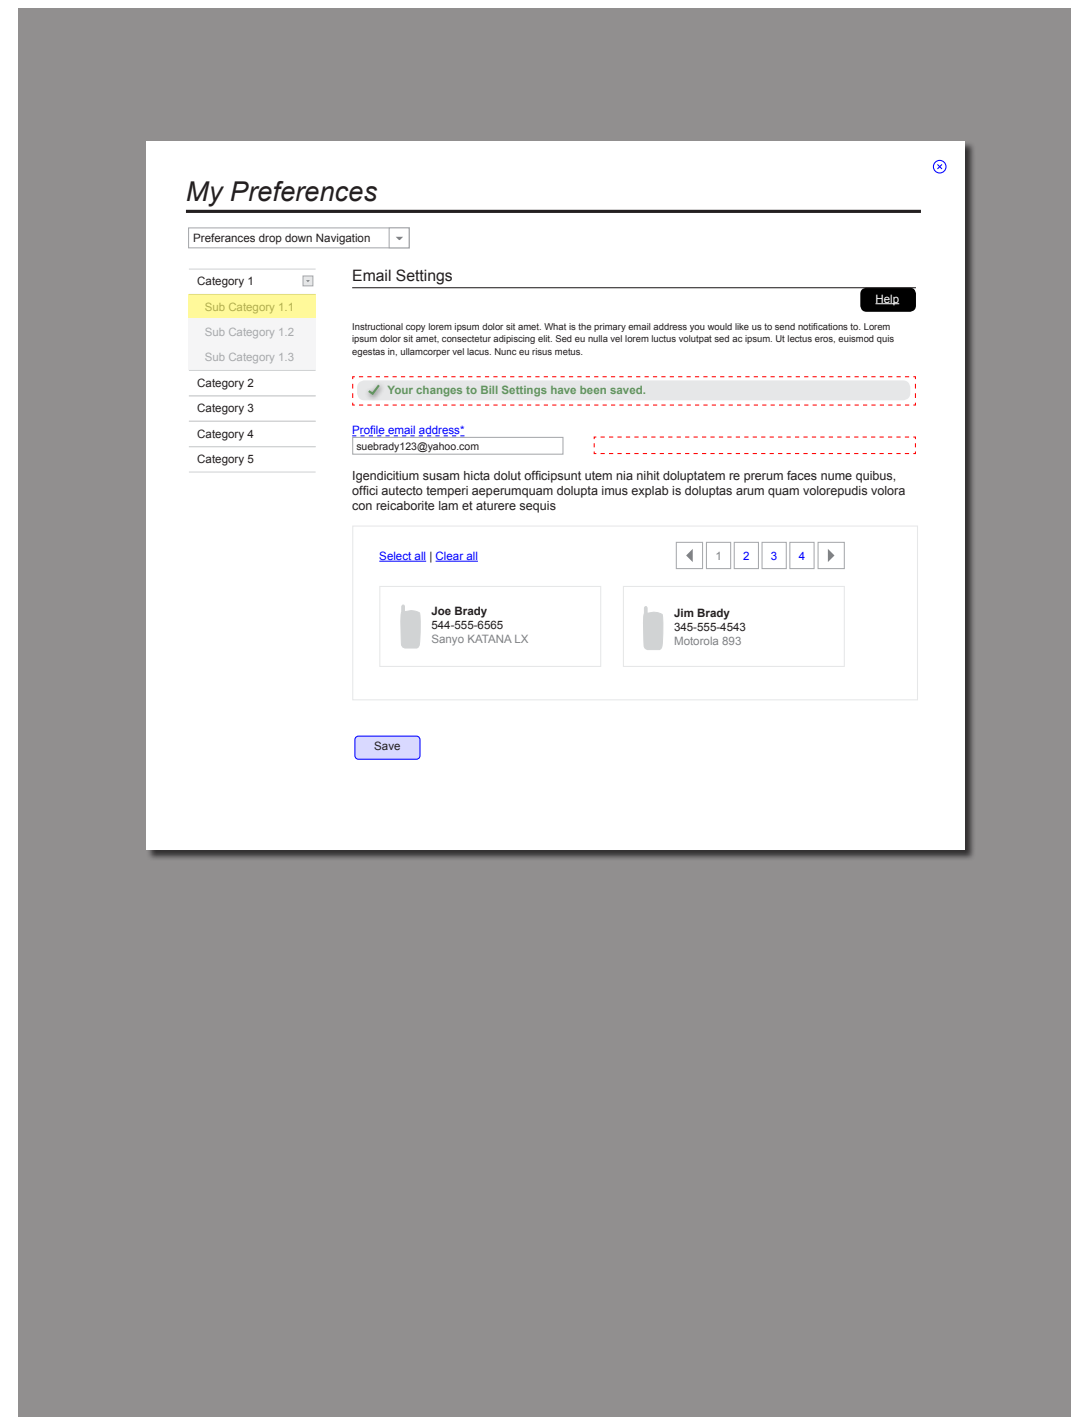 My Preferences
Preferances drop down Navigation
Category 1
Sub Category 1.1
Sub Category 1.2
Sub Category 1.3
Category 2
Category 3
Category 4
Category 5
Email Settings
Help
Instructional copy lorem ipsum dolor sit amet. What is the primary email address you would like us to send notifications to. Lorem
ipsum dolor sit amet, consectetur adipiscing elit. Sed eu nulla vel lorem luctus volutpat sed ac ipsum. Ut lectus eros, euismod quis
egestas in, ullamcorper vel lacus. Nunc eu risus metus.
Your changes to Bill Settings have been saved.
Profile email address*
suebrady123@yahoo.com
Igendicitium susam hicta dolut officipsunt utem nia nihit doluptatem re prerum faces nume quibus,
offici autecto temperi aeperumquam dolupta imus explab is doluptas arum quam volorepudis volora
con reicaborite lam et aturere sequis
Select all | Clear all
1 2 3 4
Joe Brady
544-555-6565
Sanyo KATANA LX
Jim Brady
345-555-4543
Motorola 893
Save